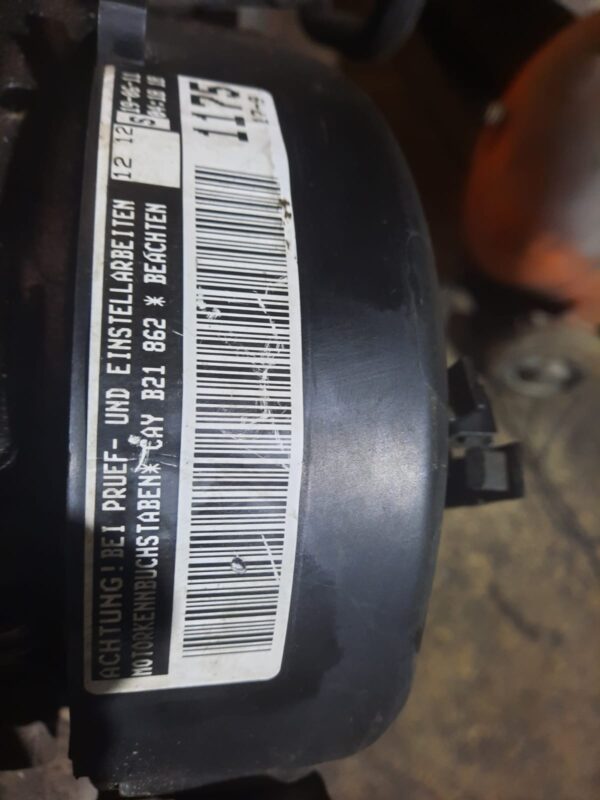 ACHTUNG! BEI PRUEF- UND EINSTELLARBEITEN
MOTORKENNBUCHSTABEN* CAY B21 862 * BEACHTEN
12 12
S
1175